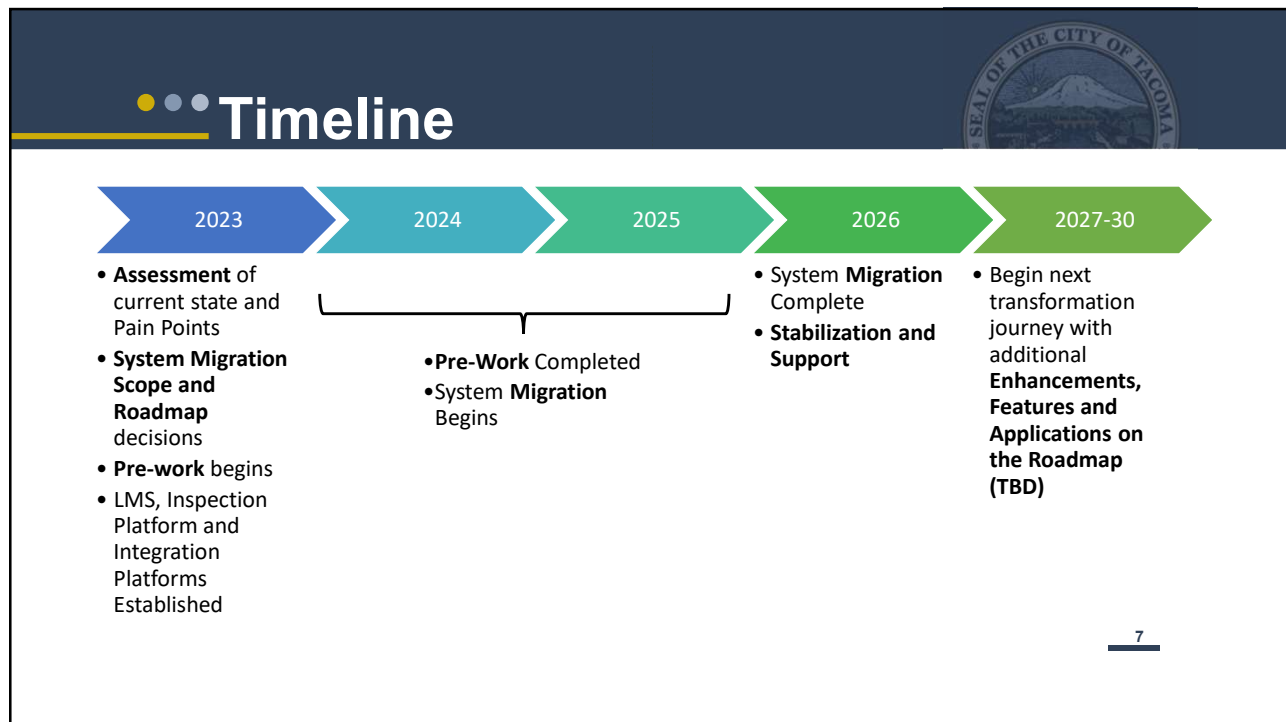 SEAL OF THE CITY OF TACOMA
Timeline
2023
2024
2025
2026
2027-30
• Assessment of
current state and
Pain Points
• System Migration
Scope and
Roadmap
decisions
• Pre-work begins
• LMS, Inspection
Platform and
Integration
Platforms
Established
•Pre-Work Completed
•System Migration
Begins
• System Migration
Complete
• Stabilization and
Support
• Begin next
transformation
journey with
additional
Enhancements,
Features and
Applications on
the Roadmap
(TBD)
7